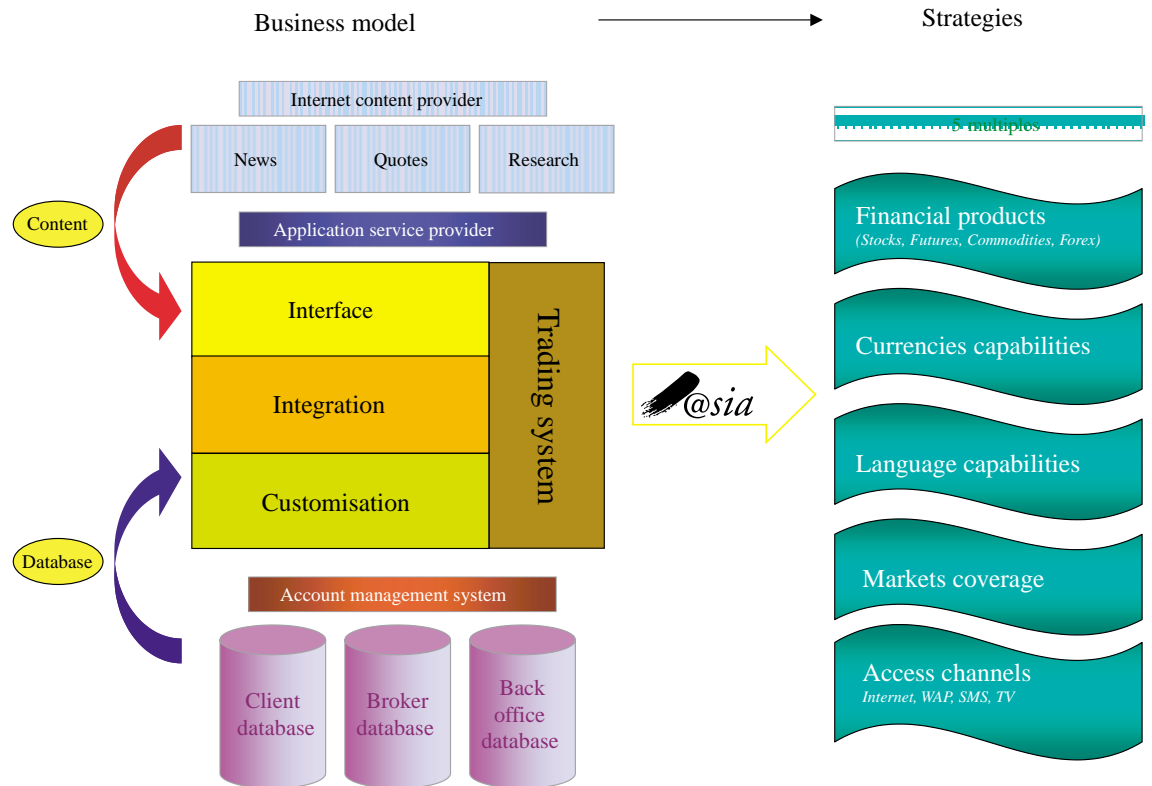 Business model
Strategies
Internet content provider
News
Quotes
Research
Content
Application service provider
Interface
Integration
Customisation
Trading system
Database
Account management system
Client
database
Broker
database
Back
office
database
@sia
5 multiples
Financial products
(Stocks, Futures, Commodities, Forex)
Currencies capabilities
Language capabilities
Markets coverage
Access channels
Internet, WAP, SMS, TV